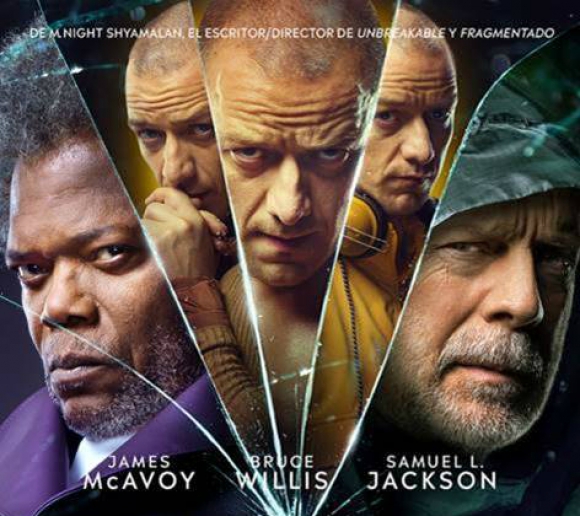 DE M. NIGHT SHYAMALAN, EL ESCRITOR/DIRECTOR DE UNBREAKABLE Y FRAGMENTADO
JAMES McAVOY
BRUCE WILLIS
SAMUEL L. JACKSON